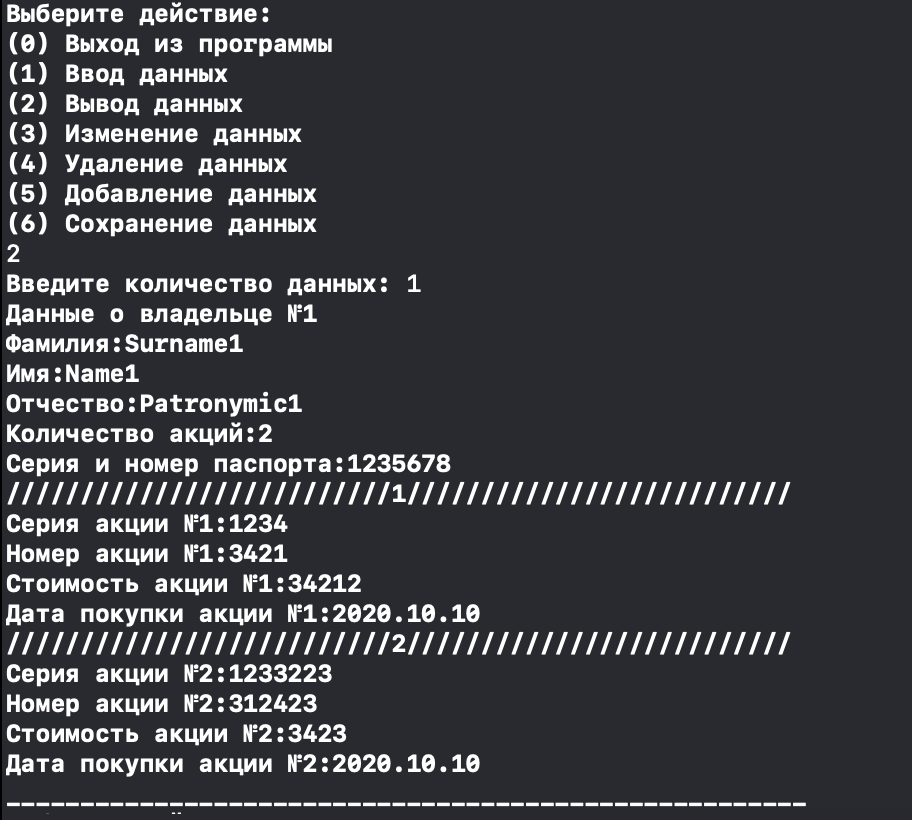 Выберите действие:
(0) Выход из программы
(1) Ввод данных
(2) Вывод данных
(3) Изменение данных
(4) Удаление данных
(5) Добавление данных
(6) Сохранение данных
2
Введите количество данных: 1
Данные о владельце №1
Фамилия:Surname1
Имя:Name1
Отчество:Patronymic1
Количество акций:2
Серия и номер паспорта:1235678
//////////////////////////1//////////////////////////
Серия акции №1:1234
Номер акции №1:3421
Стоимость акции №1:34212
Дата покупки акции №1:2020.10.10
//////////////////////////2//////////////////////////
Серия акции №2:1233223
Номер акции №2:312423
Стоимость акции №2:3423
Дата покупки акции №2:2020.10.10
______________________________________________________